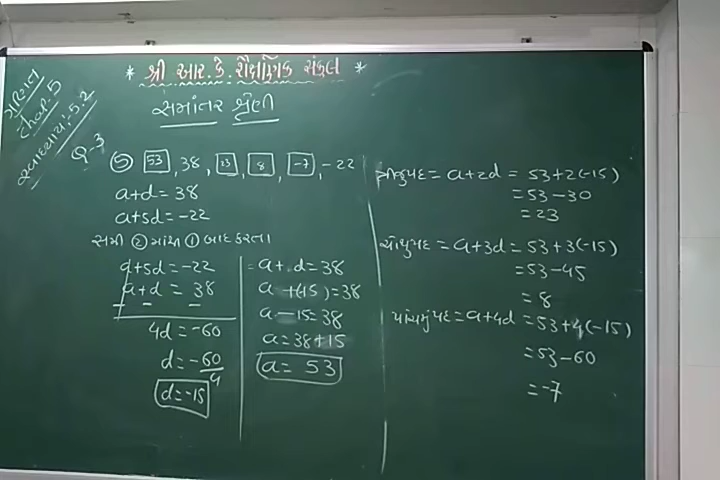 * શ્રી આર. કે. શૈક્ષણિક સંકુલ *
સમાંતર શ્રેણી
ગણિત
Chap. 5
સ્વાધ્યાય:-5.2
Q-3
(5) [53], 38, [23], [8], [-7], -22
a+d = 38
a+5d = -22
સમી (2) માંથી (1) બાદ કરતા
a+5d = -22
a+d = 38
- - -
4d = -60
d = -60/4
d = -15
a+d = 38
a+(-15) = 38
a-15 = 38
a = 38+15
a = 53
ત્રીજુપદ = a+2d = 53+2(-15)
= 53-30
= 23
ચોથુપદ = a+3d = 53+3(-15)
= 53-45
= 8
પાંચમુંપદ = a+4d = 53+4(-15)
= 53-60
= -7